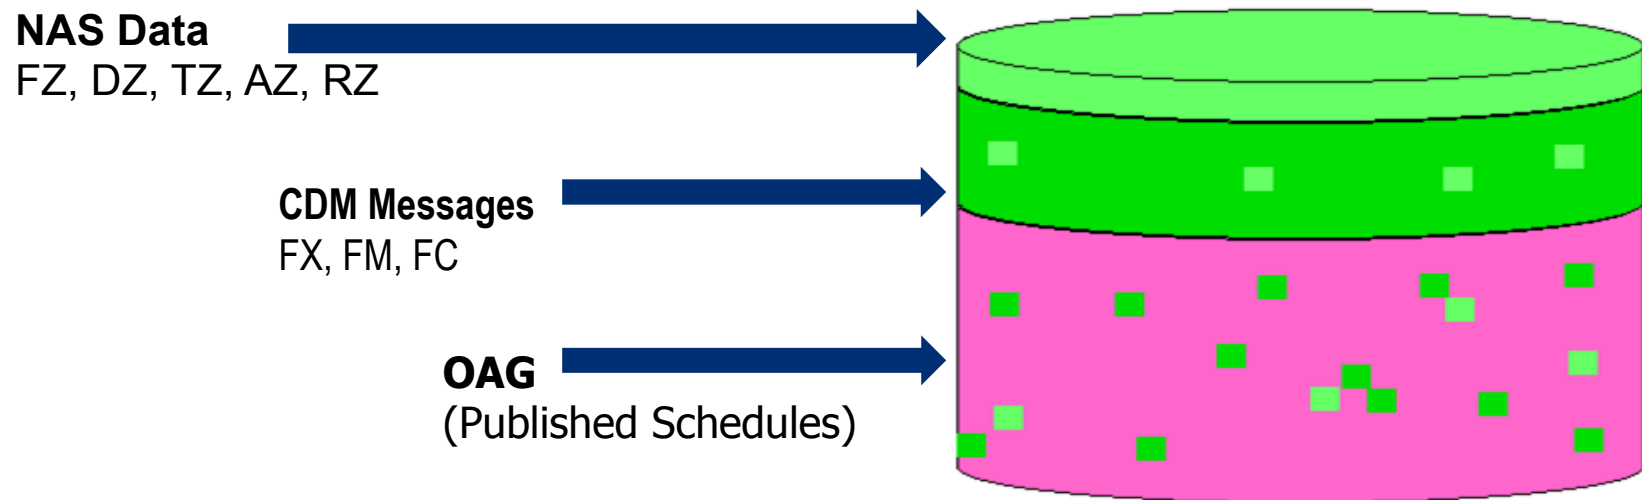 NAS Data
FZ, DZ, TZ, AZ, RZ
CDM Messages
FX, FM, FC
OAG
(Published Schedules)